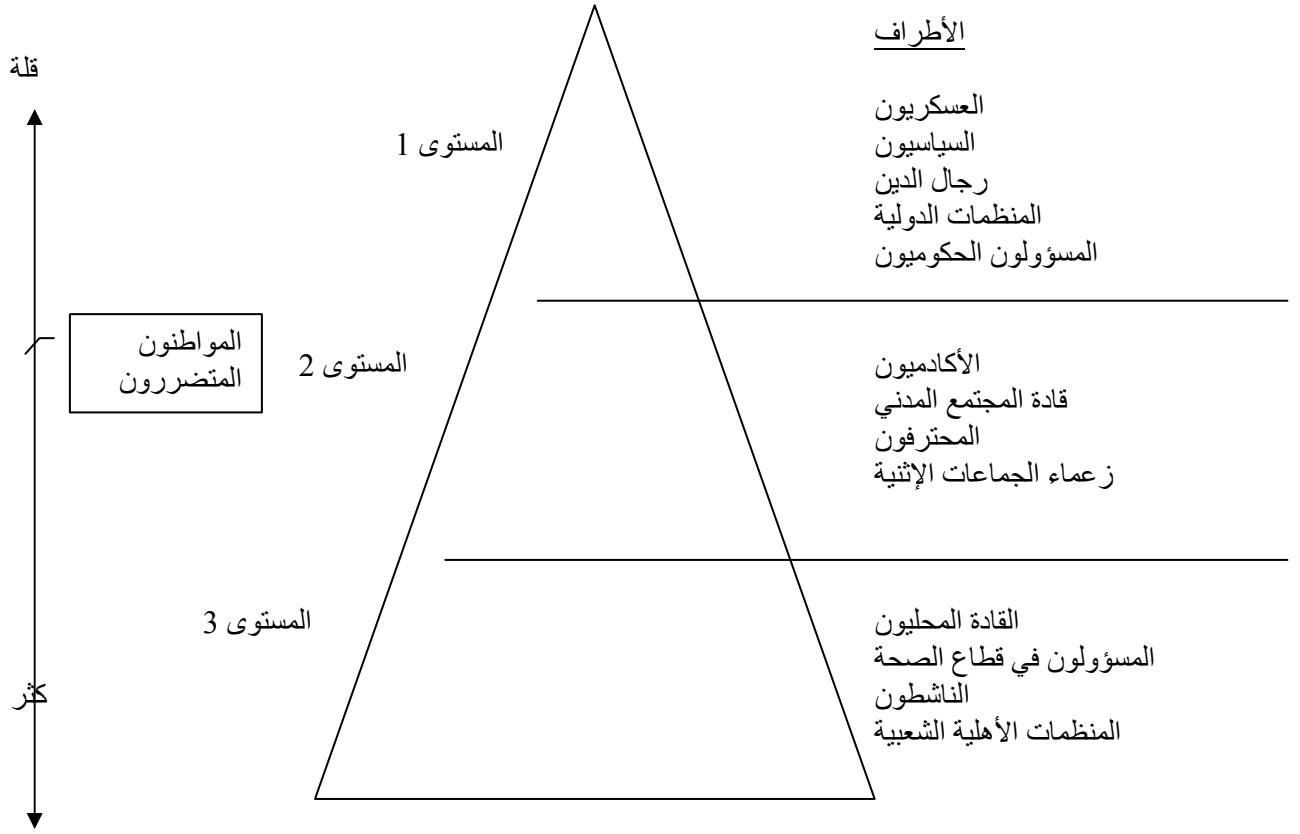 الأطراف
قلة
العسكريون
السياسيون
رجال الدين
المنظمات الدولية
المسؤولون الحكوميون
المستوى 1
المواطنون
المتضررون
المستوى 2
الأكادميون
قادة المجتمع المدني
المحترفون
زعماء الجماعات الإثنية
المستوى 3
القادة المحليون
المسؤولون في قطاع الصحة
الناشطون
المنظمات الأهلية الشعبية
كثر